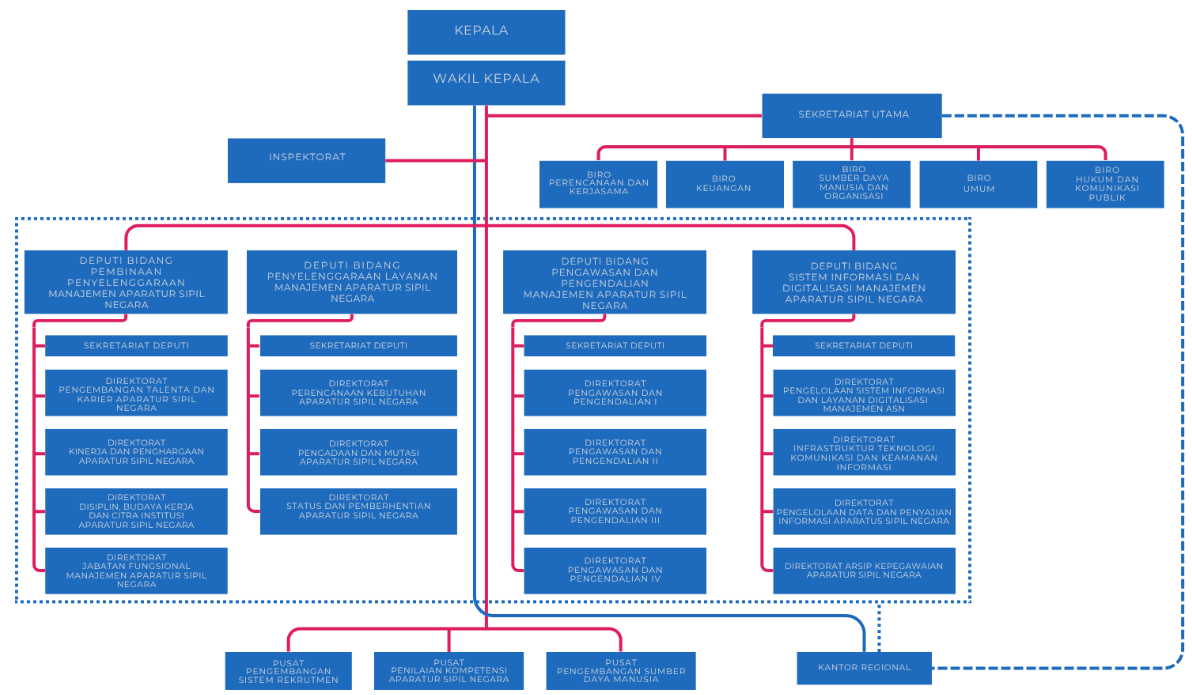 KEPALA
WAKIL KEPALA
SEKRETARIAT UTAMA
INSPEKTORAT
BIRO
PERENCANAAN DAN
KERJASAMA
BIRO
KEUANGAN
BIRO
SUMBER DAYA
MANUSIA DAN
ORGANISASI
BIRO
UMUM
BIRO
HUKUM DAN
KOMUNIKASI
PUBLIK
DEPUTI BIDANG
PEMBINAAN
PENYELENGGARAAN
MANAJEMEN APARATUR SIPIL
NEGARA
SEKRETARIAT DEPUTI
DIREKTORAT
PENGEMBANGAN TALENTA DAN
KARIER APARATUR SIPIL
NEGARA
DIREKTORAT
KINERJA DAN PENGHARGAAN
APARATUR SIPIL NEGARA
DIREKTORAT
DISIPLIN, BUDAYA KERJA
DAN CITRA INSTITUSI
APARATUR SIPIL NEGARA
DIREKTORAT
JABATAN FUNGSIONAL
MANAJEMEN APARATUR SIPIL
NEGARA
DEPUTI BIDANG
PENYELENGGARAAN LAYANAN
MANAJEMEN APARATUR SIPIL
NEGARA
SEKRETARIAT DEPUTI
DIREKTORAT
PERENCANAAN KEBUTUHAN
APARATUR SIPIL NEGARA
DIREKTORAT
PENGADAAN DAN MUTASI
APARATUR SIPIL NEGARA
DIREKTORAT
STATUS DAN PEMBERHENTIAN
APARATUR SIPIL NEGARA
DEPUTI BIDANG
PENGAWASAN DAN
PENGENDALIAN
MANAJEMEN APARATUR SIPIL
NEGARA
SEKRETARIAT DEPUTI
DIREKTORAT
PENGAWASAN DAN
PENGENDALIAN I
DIREKTORAT
PENGAWASAN DAN
PENGENDALIAN II
DIREKTORAT
PENGAWASAN DAN
PENGENDALIAN III
DIREKTORAT
PENGAWASAN DAN
PENGENDALIAN IV
DEPUTI BIDANG
SISTEM INFORMASI DAN
DIGITALISASI MANAJEMEN
APARATUR SIPIL NEGARA
SEKRETARIAT DEPUTI
DIREKTORAT
PENGELOLAAN SISTEM INFORMASI
DAN LAYANAN DIGITALISASI
MANAJEMEN ASN
DIREKTORAT
INFRASTRUKTUR TEKNOLOGI
KOMUNIKASI DAN KEAMANAN
INFORMASI
DIREKTORAT
PENGELOLAAN DATA DAN PENYAJIAN
INFORMASI APARATUS SIPIL NEGARA
DIREKTORAT ARSIP KEPEGAWAIAN
APARATUR SIPIL NEGARA
PUSAT
PENGEMBANGAN
SISTEM REKRUTMEN
PUSAT
PENILAIAN KOMPETENSI
APARATUR SIPIL NEGARA
PUSAT
PENGEMBANGAN SUMBER
DAYA MANUSIA
KANTOR REGIONAL